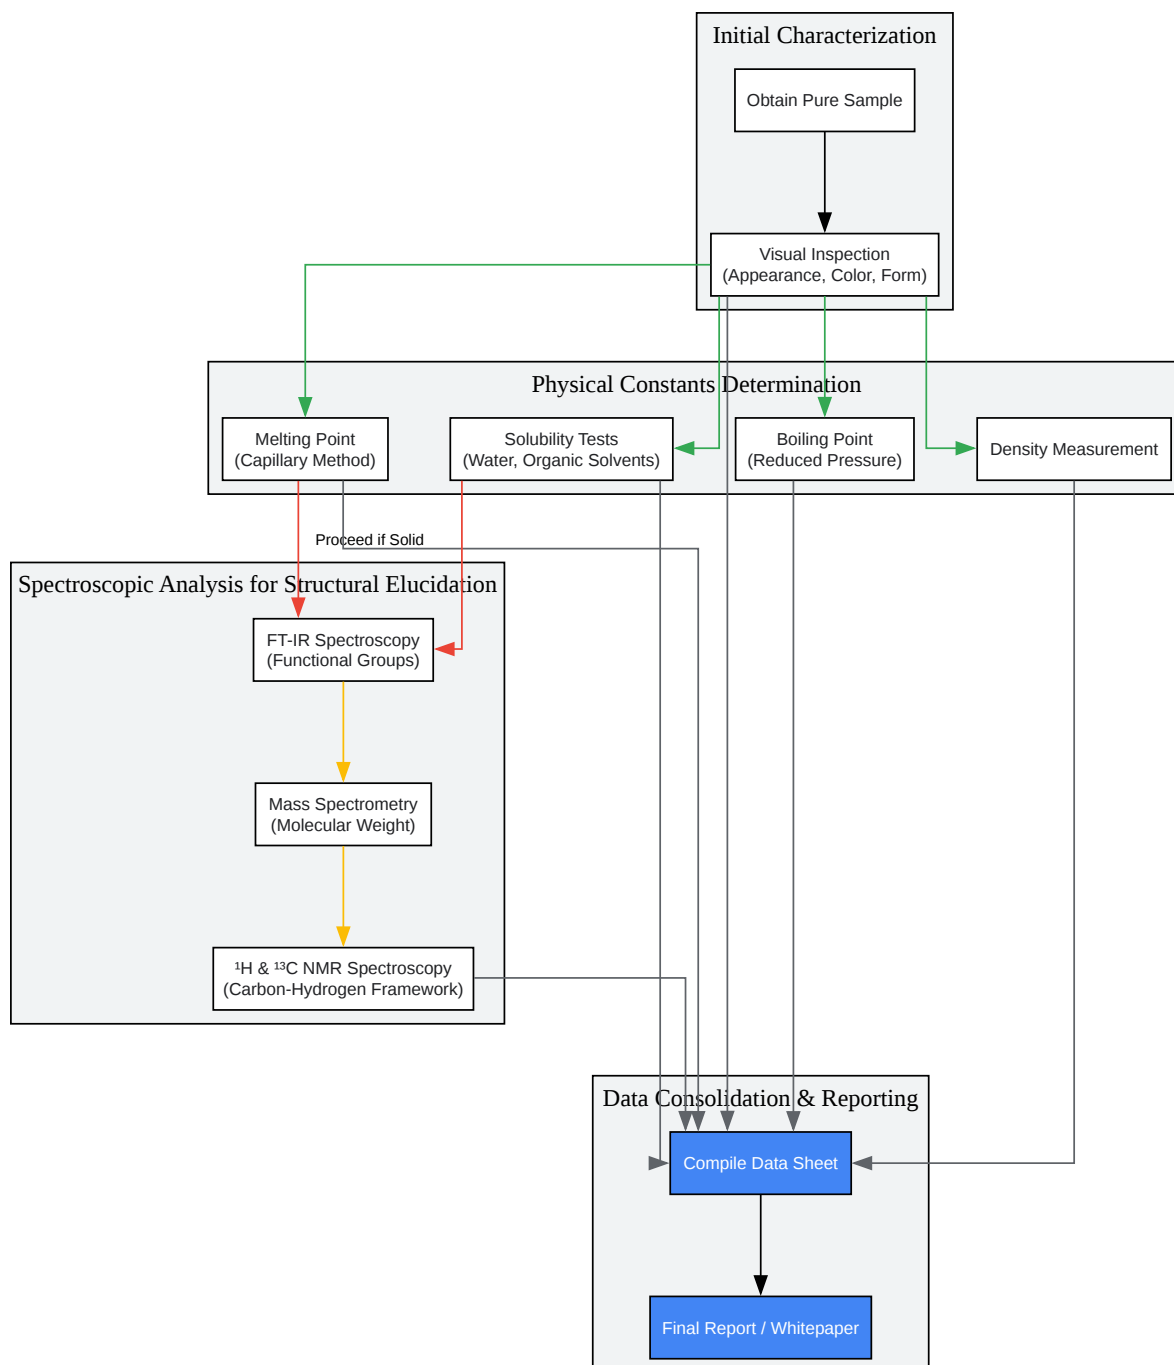 Initial Characterization
Obtain Pure Sample
Visual Inspection
(Appearance, Color, Form)
Physical Constants Determination
Melting Point
(Capillary Method)
Solubility Tests
(Water, Organic Solvents)
Boiling Point
(Reduced Pressure)
Density Measurement
Proceed if Solid
Spectroscopic Analysis for Structural Elucidation
FT-IR Spectroscopy
(Functional Groups)
Mass Spectrometry
(Molecular Weight)
¹H & ¹³C NMR Spectroscopy
(Carbon-Hydrogen Framework)
Data Consolidation & Reporting
Compile Data Sheet
Final Report / Whitepaper